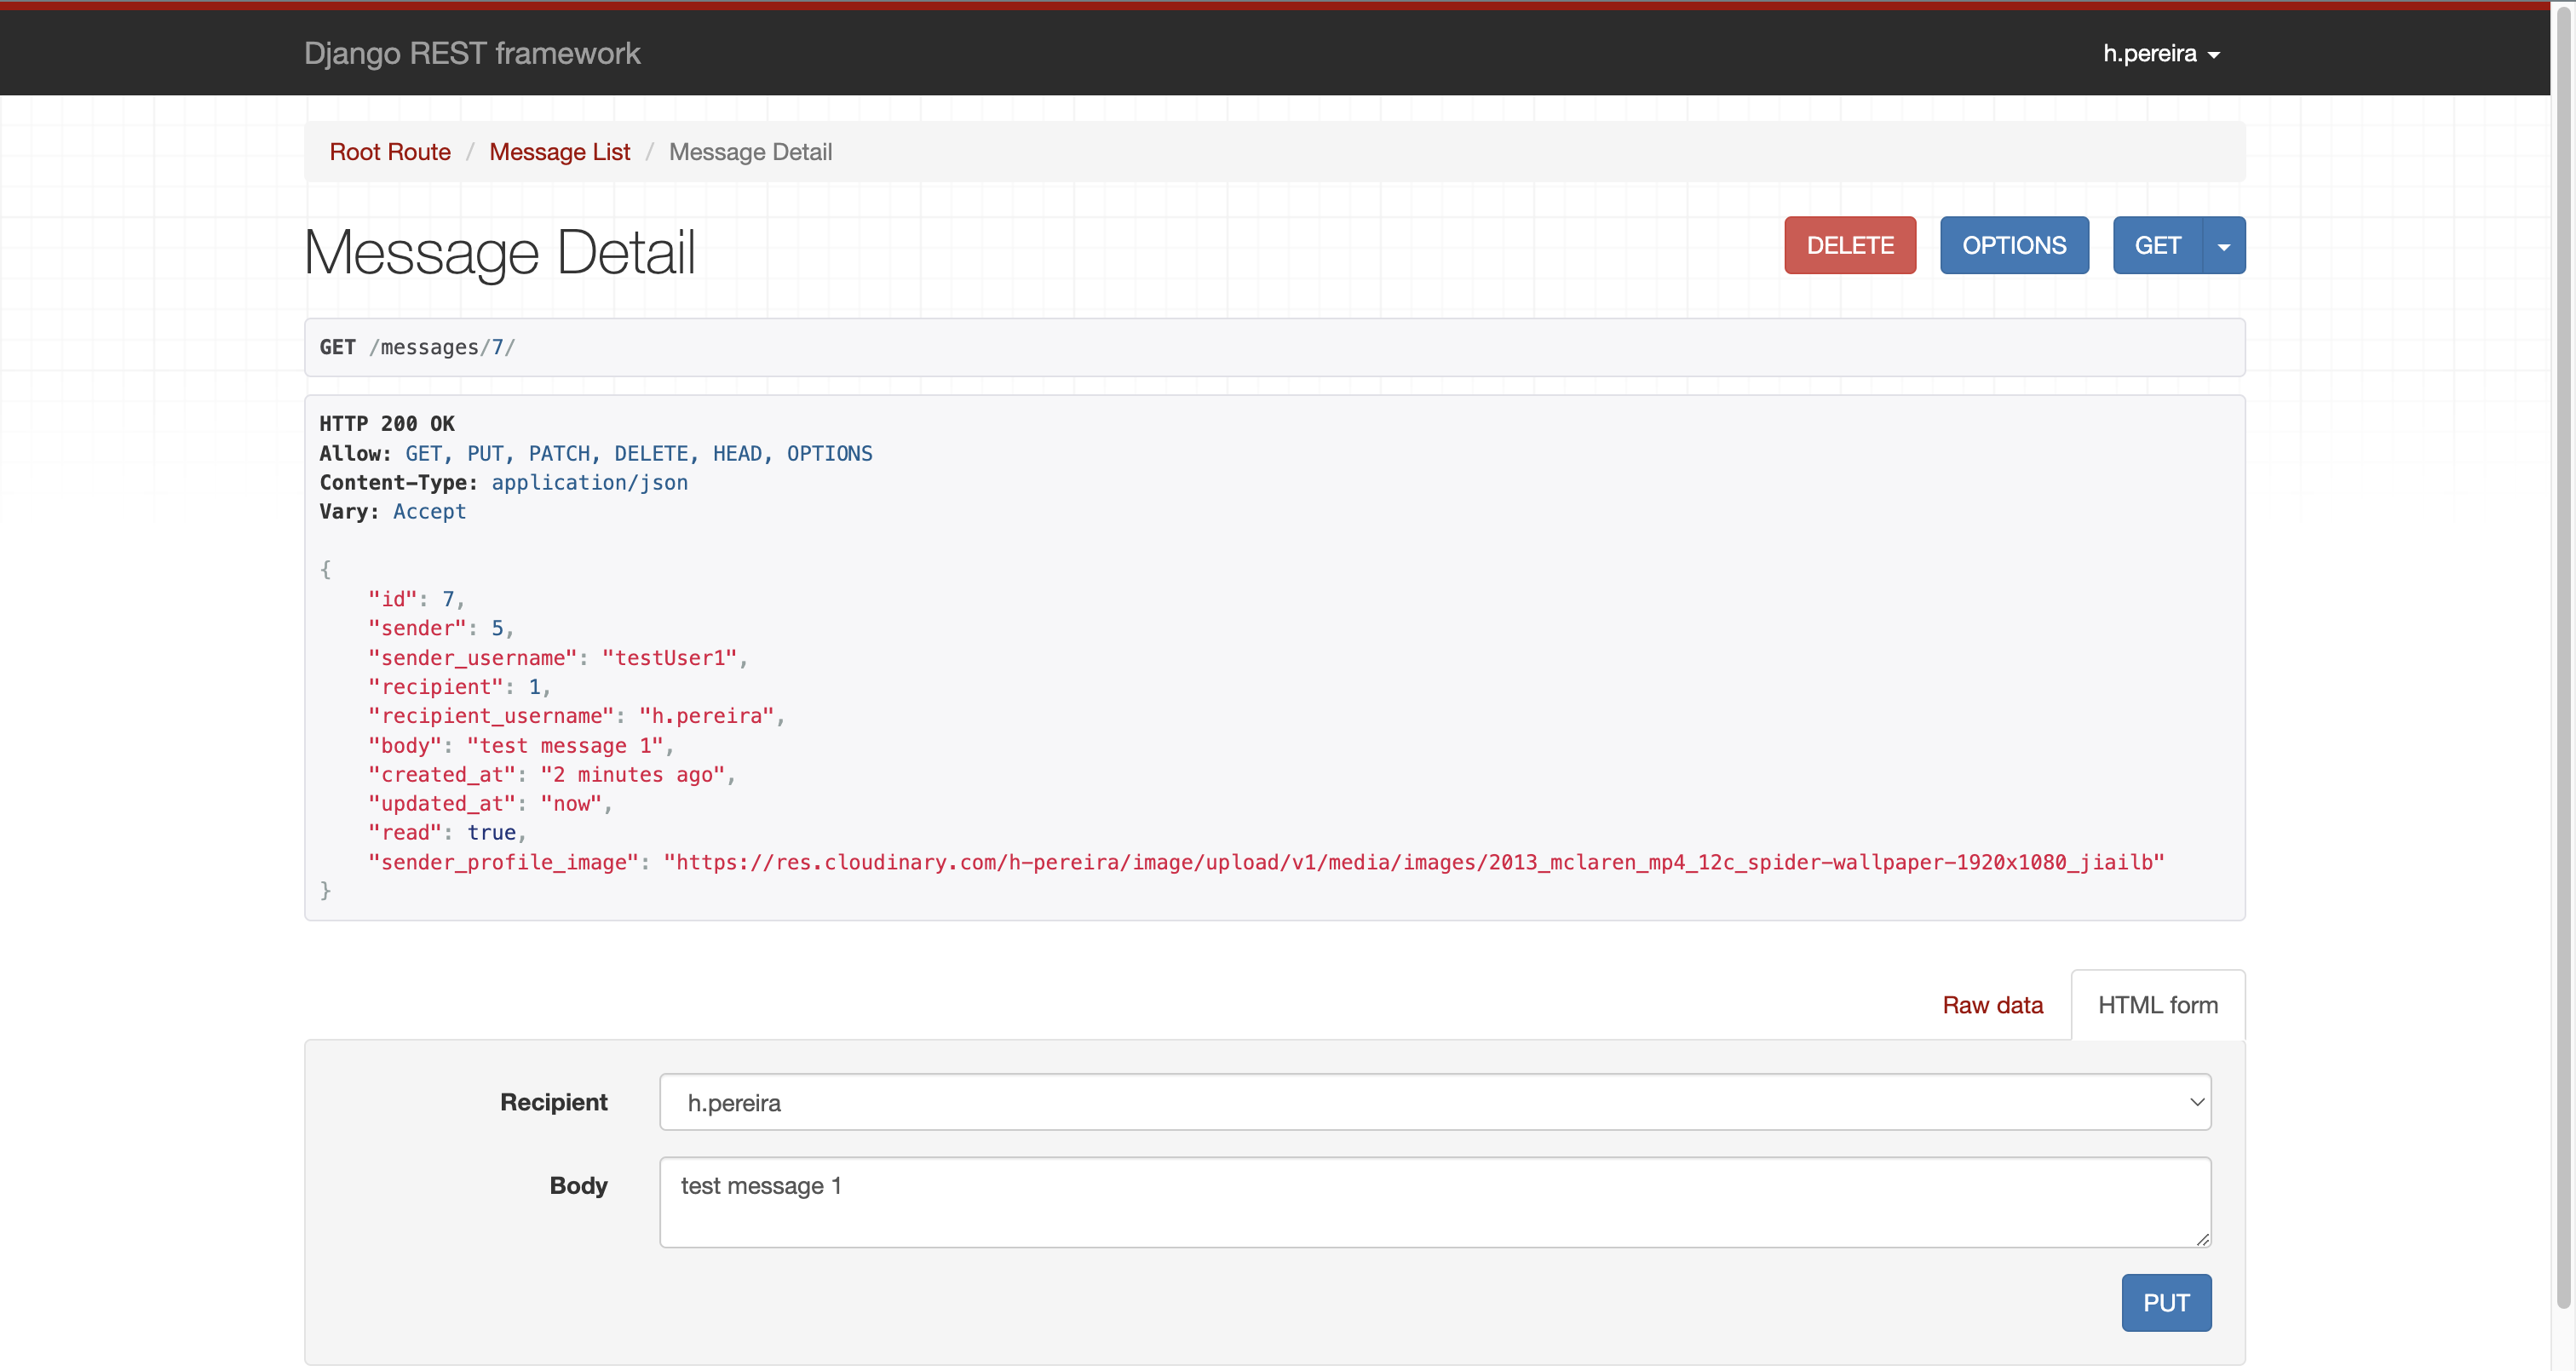 Django REST framework
h.pereira
Root Route / Message List / Message Detail
Message Detail
DELETE
OPTIONS
GET
GET /messages/7/
HTTP 200 OK
Allow: GET, PUT, PATCH, DELETE, HEAD, OPTIONS
Content-Type: application/json
Vary: Accept
{
    "id": 7,
    "sender": 5,
    "sender_username": "testUser1",
    "recipient": 1,
    "recipient_username": "h.pereira",
    "body": "test message 1",
    "created_at": "2 minutes ago",
    "updated_at": "now",
    "read": true,
    "sender_profile_image": "https://res.cloudinary.com/h-pereira/image/upload/v1/media/images/2013_mclaren_mp4_12c_spider-wallpaper-1920x1080_jiailb"
}
Raw data
HTML form
Recipient
h.pereira
Body
test message 1
PUT